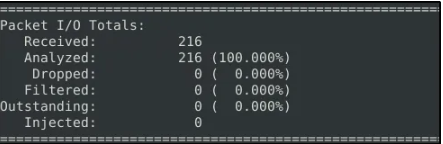 ===============================================================
Packet I/O Totals:
   Received:          216
   Analyzed:          216 (100.000%)
    Dropped:            0 (  0.000%)
   Filtered:            0 (  0.000%)
Outstanding:            0 (  0.000%)
   Injected:            0
===============================================================